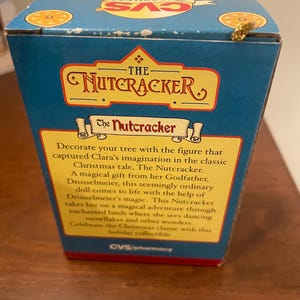 CVS
THE
NUTCRACKER
The Nutcracker
Decorate your tree with the figure that
captured Clara's imagination in the classic
Christmas tale, The Nutcracker.
A magical gift from her Godfather,
Drosselmeier, this seemingly ordinary
doll comes to life with the help of
Drosselmeier's magic. This Nutcracker
takes her on a magical adventure through
enchanted lands where she sees dancing
snowflakes and other wonders.
Celebrate the Christmas classic with this
holiday collectible.
CVS/pharmacy